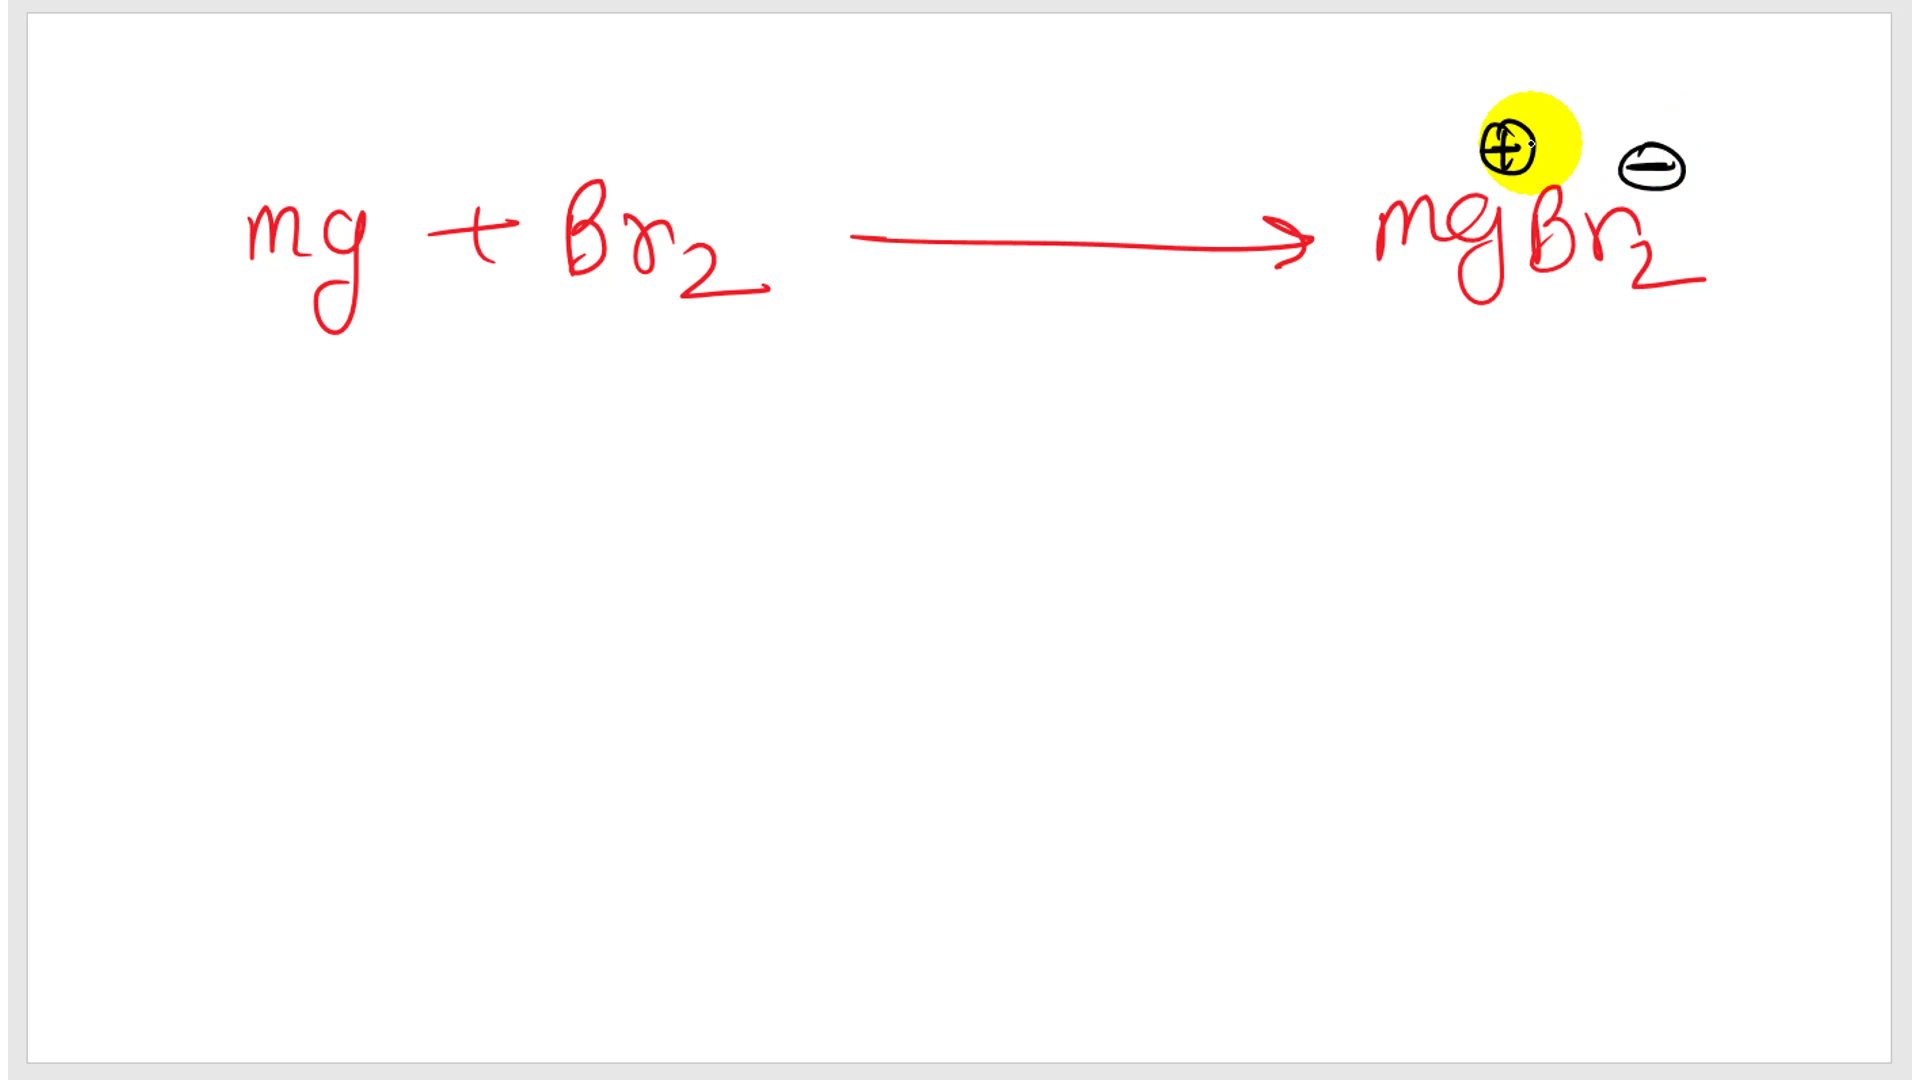 ⊕ ⊖
mg + Br₂ → mgBr₂